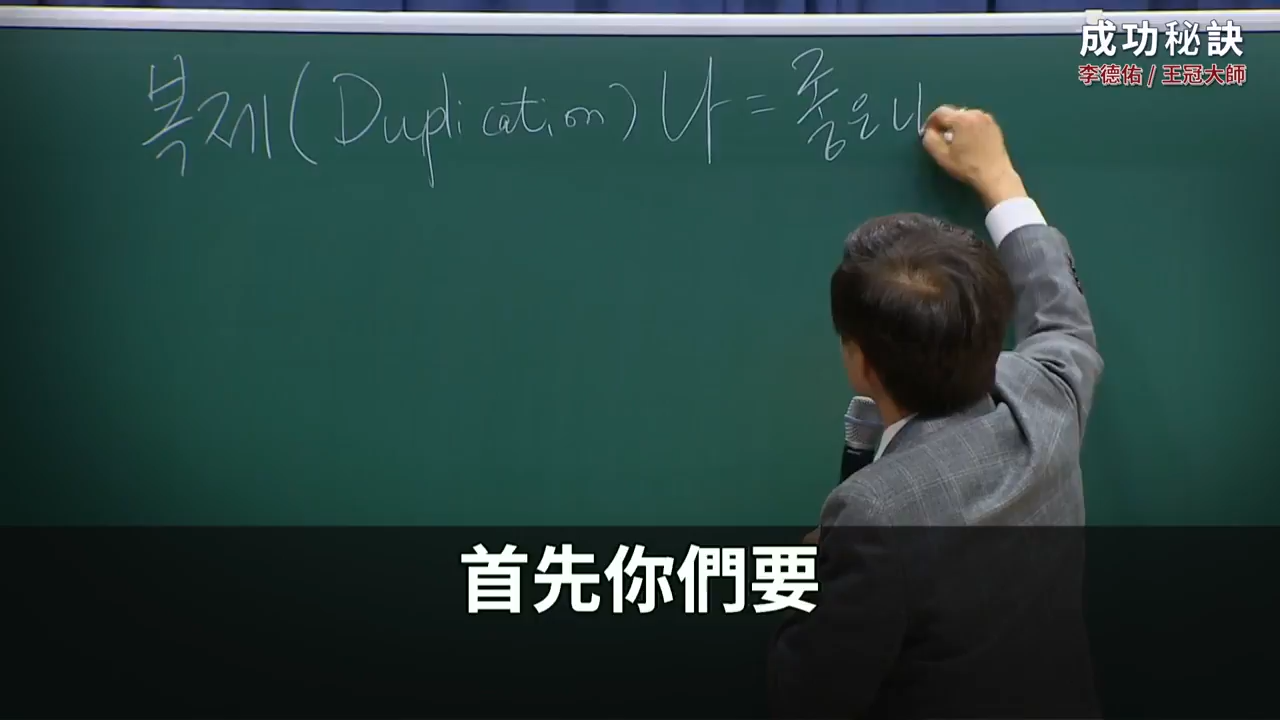 成功秘訣
李德佑 / 王冠大師
복제 (Duplication) 나 = 좋은 나
首先你們要